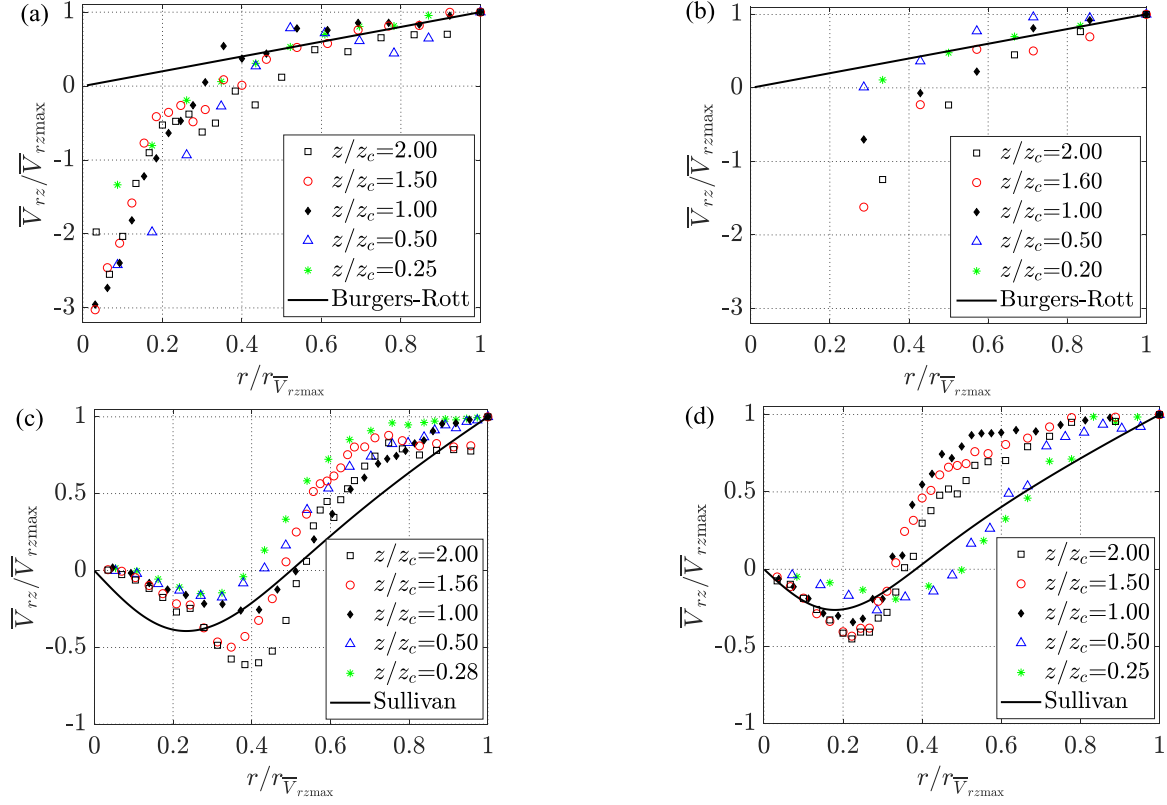 (a)
1
0
-1
-2
-3
V̅rz/V̅rzmax
z/zc=2.00
z/zc=1.50
z/zc=1.00
z/zc=0.50
z/zc=0.25
Burgers-Rott
0 0.2 0.4 0.6 0.8 1
r/rV̅rzmax
(b)
1
0
-1
-2
-3
V̅rz/V̅rzmax
z/zc=2.00
z/zc=1.60
z/zc=1.00
z/zc=0.50
z/zc=0.20
Burgers-Rott
0 0.2 0.4 0.6 0.8 1
r/rV̅rzmax
(c)
1
0.5
0
-0.5
-1
V̅rz/V̅rzmax
z/zc=2.00
z/zc=1.56
z/zc=1.00
z/zc=0.50
z/zc=0.28
Sullivan
0 0.2 0.4 0.6 0.8 1
r/rV̅rzmax
(d)
1
0.5
0
-0.5
-1
V̅rz/V̅rzmax
z/zc=2.00
z/zc=1.50
z/zc=1.00
z/zc=0.50
z/zc=0.25
Sullivan
0 0.2 0.4 0.6 0.8 1
r/rV̅rzmax